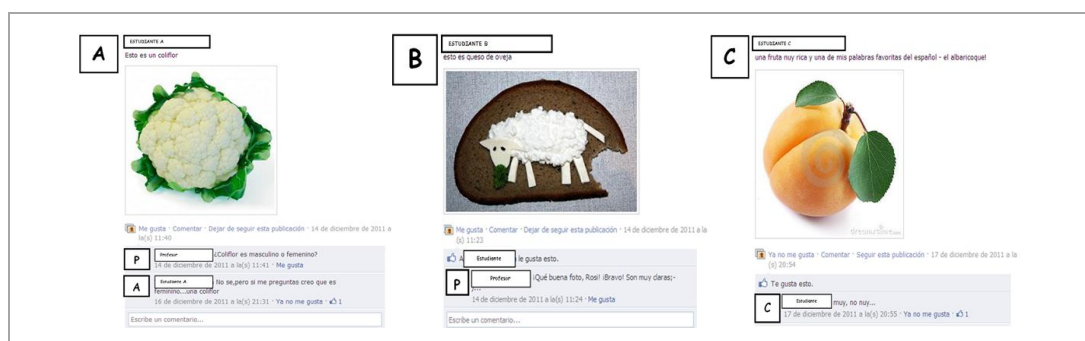 A
ESTUDIANTE A
Esto es un coliflor
Me gusta · Comentar · Dejar de seguir esta publicación · 14 de diciembre de 2011 a
la(s) 11:40
P
Profesor
¿Coliflor es masculino o femenino?
14 de diciembre de 2011 a la(s) 11:41 · Me gusta
A
Estudiante A
No se,pero si me preguntas creo que es
femenino...una coliflor
16 de diciembre de 2011 a la(s) 21:31 · Ya no me gusta · 1
Escribe un comentario...
B
ESTUDIANTE B
esto es queso de oveja
Me gusta · Comentar · Dejar de seguir esta publicación · 14 de diciembre de 2011 a la
(s) 11:23
A
Estudiante
le gusta esto.
P
Profesor
¡Qué buena foto, Rosi! ¡Bravo! Son muy claras;-
)...
14 de diciembre de 2011 a la(s) 11:24 · Me gusta
Escribe un comentario...
C
ESTUDIANTE C
una fruta nuy rica y una de mis palabras favoritas del español - el albaricoque!
Ya no me gusta · Comentar · Seguir esta publicación · 17 de diciembre de 2011 a la(s)
20:54
Te gusta esto.
C
Estudiante
muy, no nuy...
17 de diciembre de 2011 a la(s) 20:55 · Ya no me gusta · 1